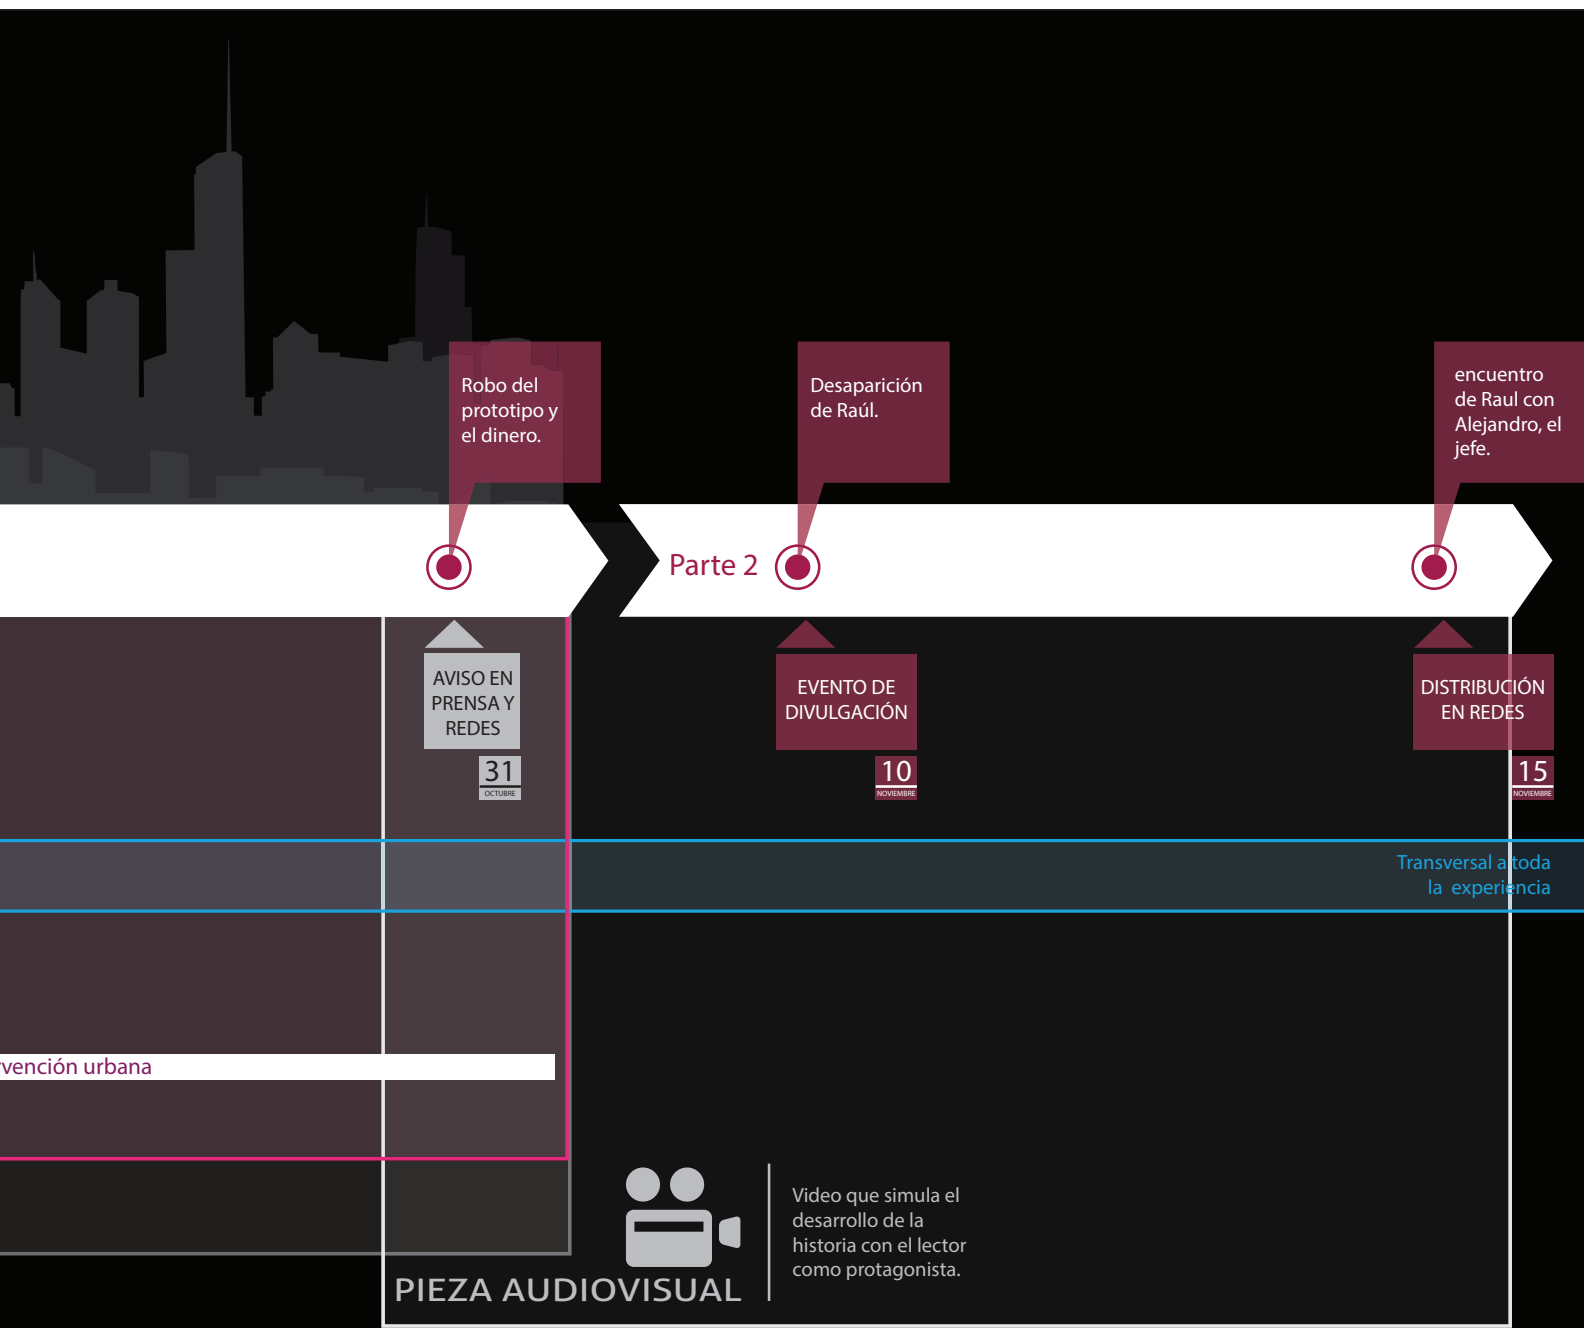 Robo del
prototipo y
el dinero.
Desaparición
de Raúl.
encuentro
de Raul con
Alejandro, el
jefe.
Parte 2
AVISO EN
PRENSA Y
REDES
31
OCTUBRE
EVENTO DE
DIVULGACIÓN
10
NOVIEMBRE
DISTRIBUCIÓN
EN REDES
15
NOVIEMBRE
Transversal a toda
la experiencia
vención urbana
Video que simula el
desarrollo de la
historia con el lector
como protagonista.
PIEZA AUDIOVISUAL